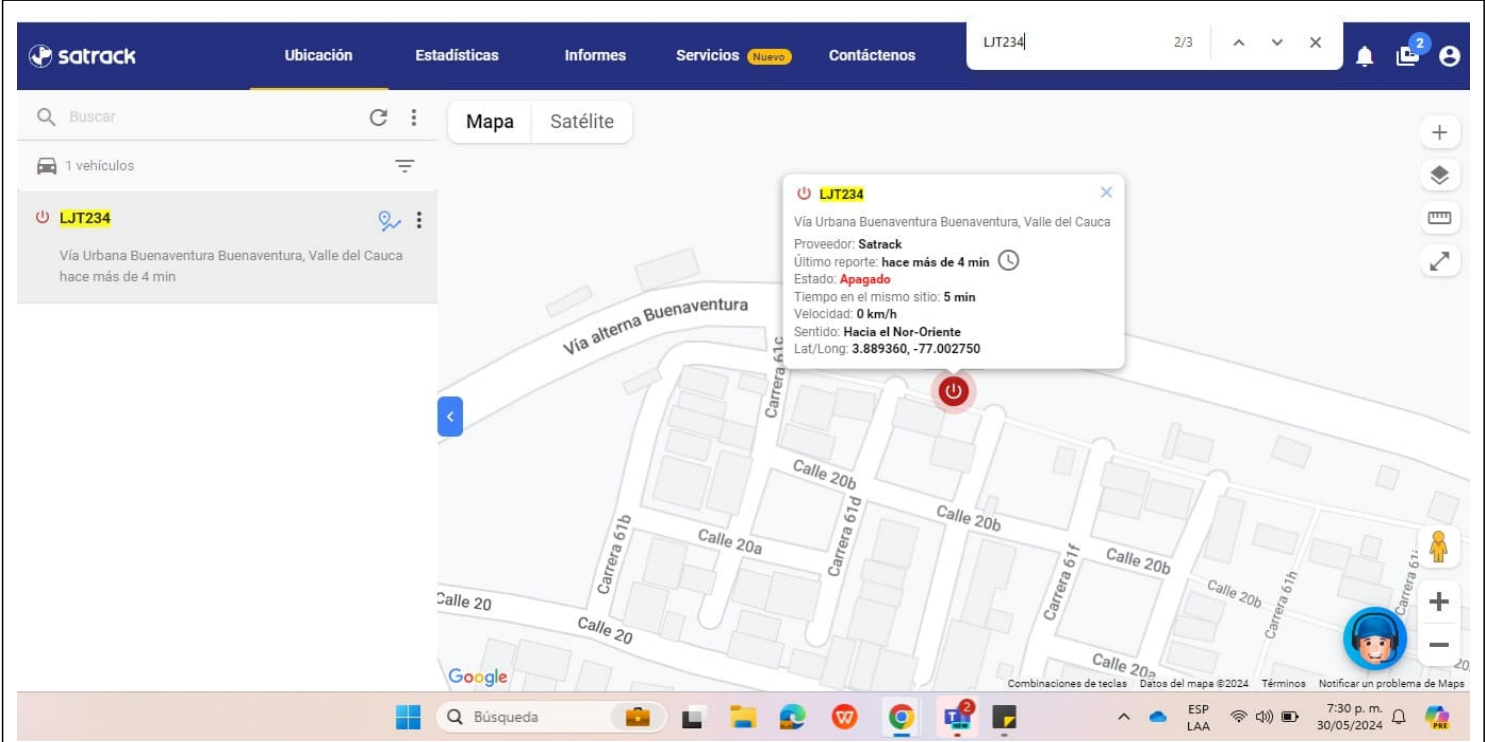 satrack
Ubicación
Estadísticas
Informes
Servicios Nuevo
Contáctenos
LJT234 2/3
2
Buscar
1 vehículos
LJT234
Vía Urbana Buenaventura Buenaventura, Valle del Cauca
hace más de 4 min
Mapa Satélite
LJT234
Vía Urbana Buenaventura Buenaventura, Valle del Cauca
Proveedor: Satrack
Último reporte: hace más de 4 min
Estado: Apagado
Tiempo en el mismo sitio: 5 min
Velocidad: 0 km/h
Sentido: Hacia el Nor-Oriente
Lat/Long: 3.889360, -77.002750
Vía alterna Buenaventura
Carrera 61c
Calle 20b
Carrera 61d
Calle 20b
Carrera 61b
Calle 20a
Carrera 61f
Calle 20b
Calle 20b
Carrera 61h
Calle 20
Calle 20
Calle 20a
Google
Combinaciones de teclas Datos del mapa ©2024 Términos Notificar un problema de Maps
Búsqueda
NEW
2
ESP
LAA
7:30 p. m.
30/05/2024
PRE